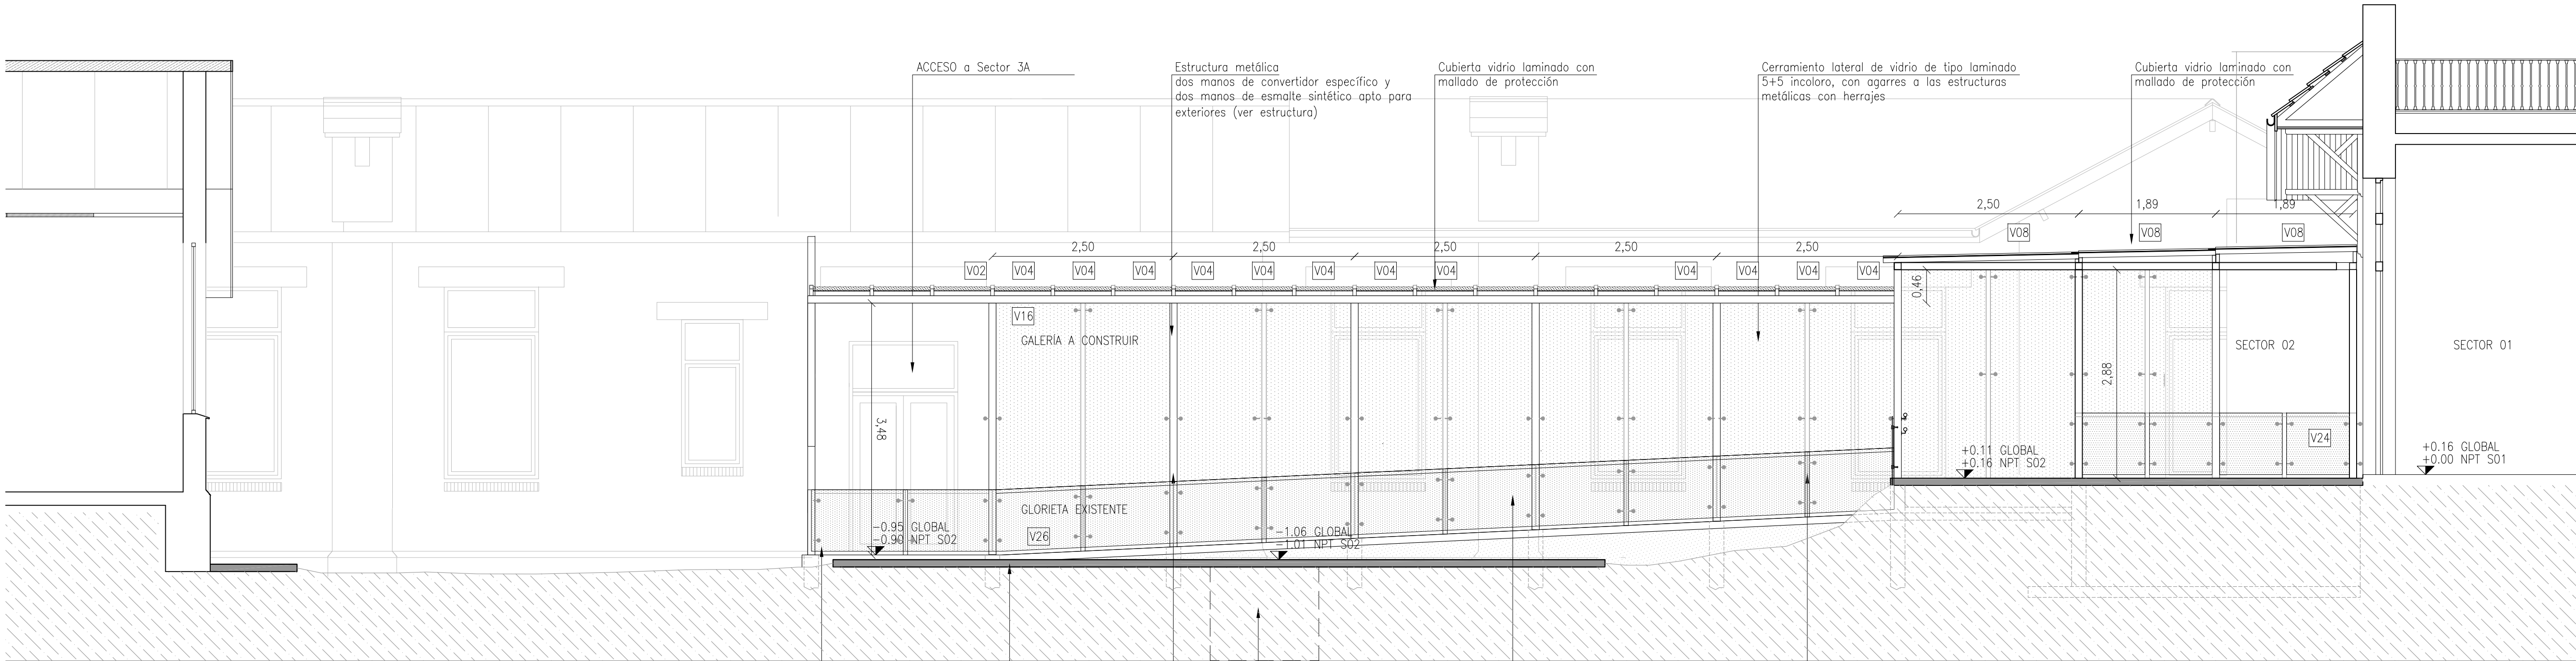 ACCESO a Sector 3A
Estructura metálica
dos manos de convertidor específico y
dos manos de esmalte sintético apto para
exteriores (ver estructura)
Cubierta vidrio laminado con
mallado de protección
Cerramiento lateral de vidrio de tipo laminado
5+5 incoloro, con agarres a las estructuras
metálicas con herrajes
Cubierta vidrio laminado con
mallado de protección
2,50
1,89
1,89
V08
V08
V08
2,50
2,50
2,50
2,50
2,50
V02
V04
V04
V04
V04
V04
V04
V04
V04
V04
V04
V04
V04
0,46
V16
GALERÍA A CONSTRUIR
SECTOR 02
SECTOR 01
2,88
3,48
V24
+0.11 GLOBAL
+0.16 NPT S02
+0.16 GLOBAL
+0.00 NPT S01
GLORIETA EXISTENTE
V26
-0.95 GLOBAL
-0.90 NPT S02
-1.06 GLOBAL
-1.01 NPT S02